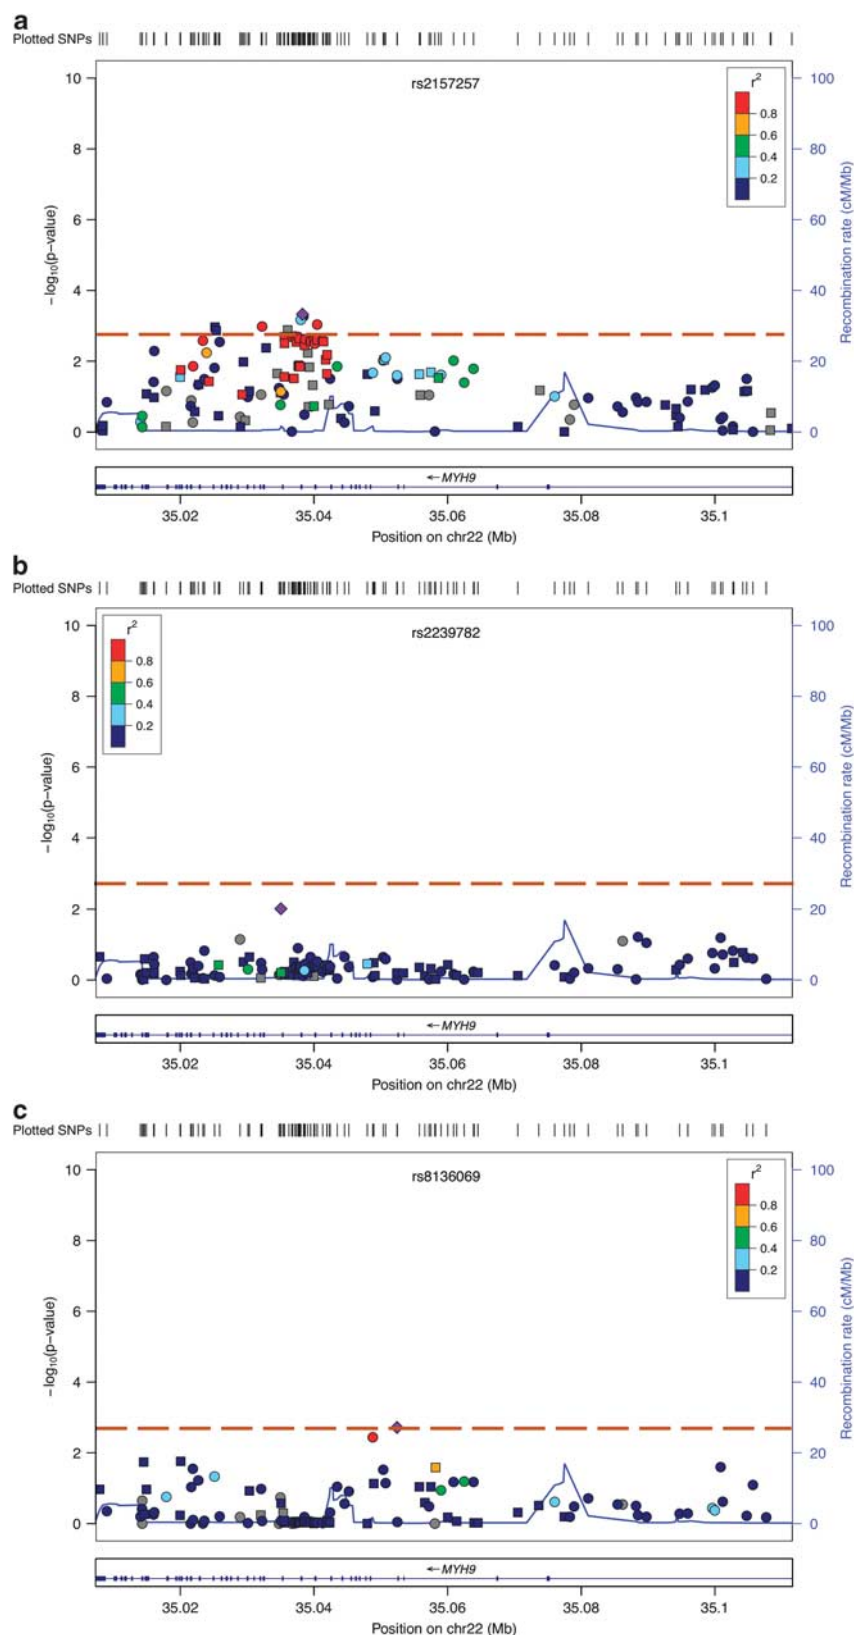 a
Plotted SNPs
rs2157257
r2
0.8
0.6
0.4
0.2
10
8
6
4
2
0
−log10(p−value)
100
80
60
40
20
0
Recombination rate (cM/Mb)
←MYH9
35.02 35.04 35.06 35.08 35.1
Position on chr22 (Mb)
b
Plotted SNPs
rs2239782
r2
0.8
0.6
0.4
0.2
10
8
6
4
2
0
−log10(p−value)
100
80
60
40
20
0
Recombination rate (cM/Mb)
←MYH9
35.02 35.04 35.06 35.08 35.1
Position on chr22 (Mb)
c
Plotted SNPs
rs8136069
r2
0.8
0.6
0.4
0.2
10
8
6
4
2
0
−log10(p−value)
100
80
60
40
20
0
Recombination rate (cM/Mb)
←MYH9
35.02 35.04 35.06 35.08 35.1
Position on chr22 (Mb)